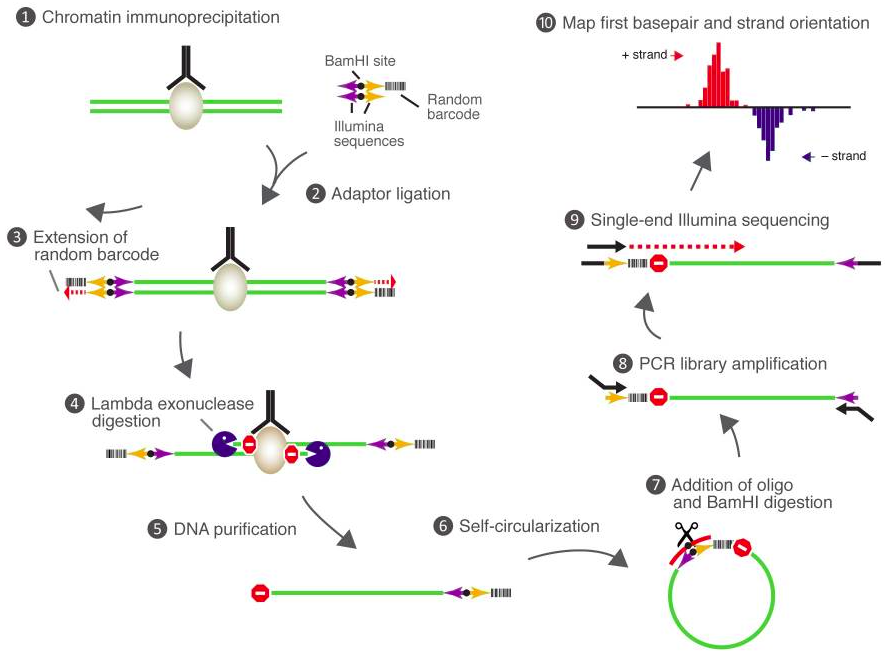 1 Chromatin immunoprecipitation
BamHI site
Random
barcode
Illumina
sequences
2 Adaptor ligation
3 Extension of
random barcode
4 Lambda exonuclease
digestion
5 DNA purification
6 Self-circularization
7 Addition of oligo
and BamHI digestion
8 PCR library amplification
9 Single-end Illumina sequencing
10 Map first basepair and strand orientation
+ strand
– strand